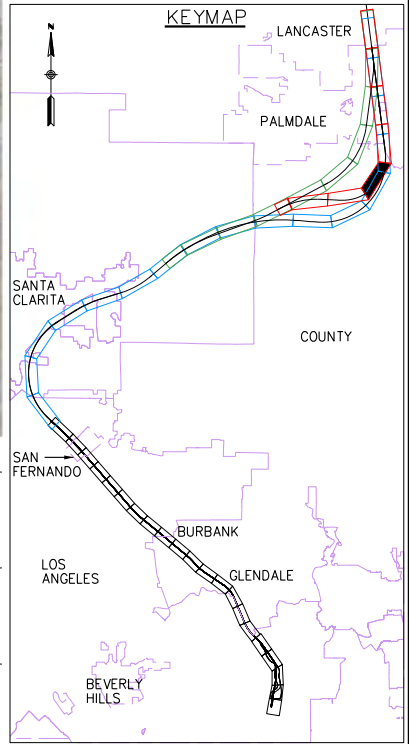 KEYMAP
LANCASTER
PALMDALE
SANTA
CLARITA
COUNTY
SAN
FERNANDO
BURBANK
LOS
ANGELES
GLENDALE
BEVERLY
HILLS